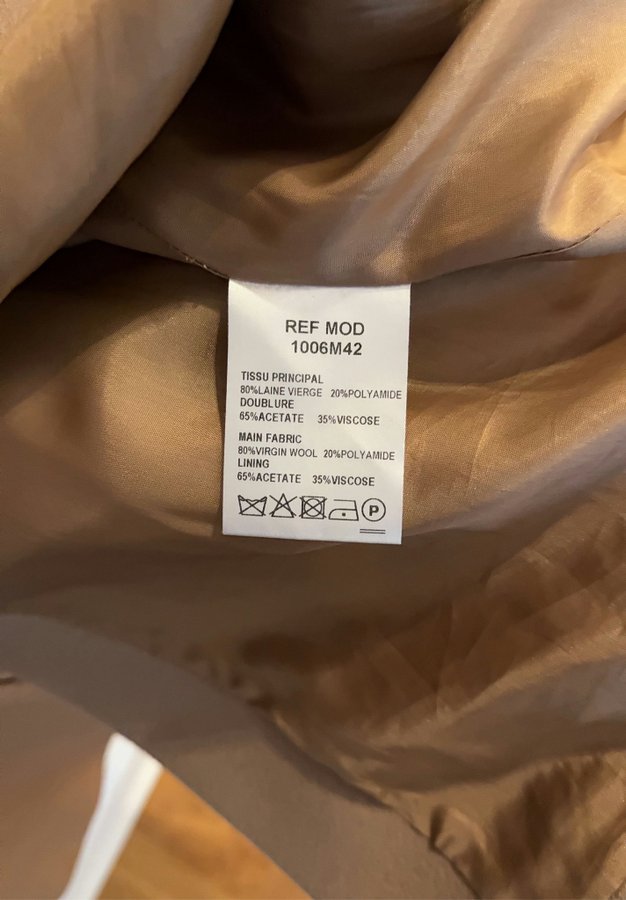 REF MOD
1006M42
TISSU PRINCIPAL
80%LAINE VIERGE 20%POLYAMIDE
DOUBLURE
65%ACETATE 35%VISCOSE
MAIN FABRIC
80%VIRGIN WOOL 20%POLYAMIDE
LINING
65%ACETATE 35%VISCOSE
P